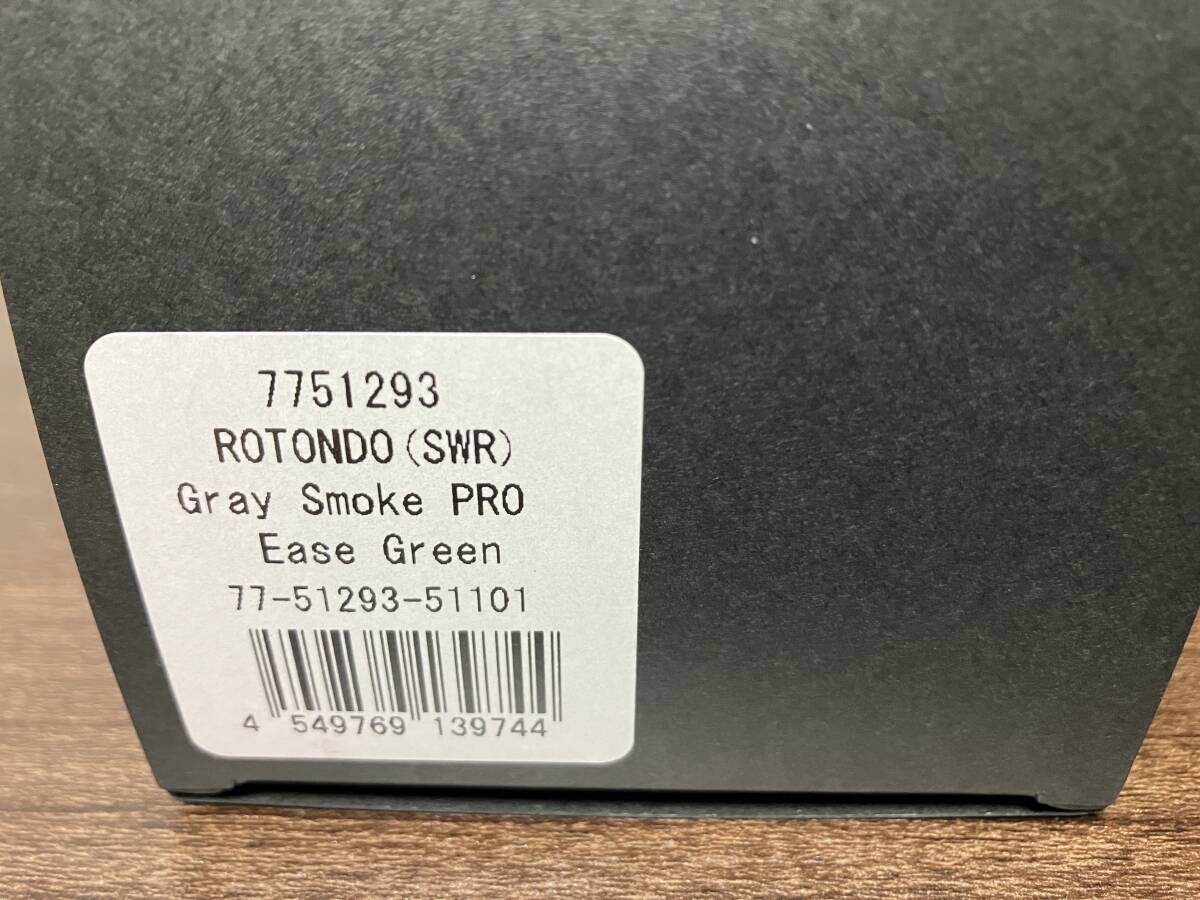 7751293
ROTONDO(SWR)
Gray Smoke PRO
Ease Green
77-51293-51101
4 549769 139744